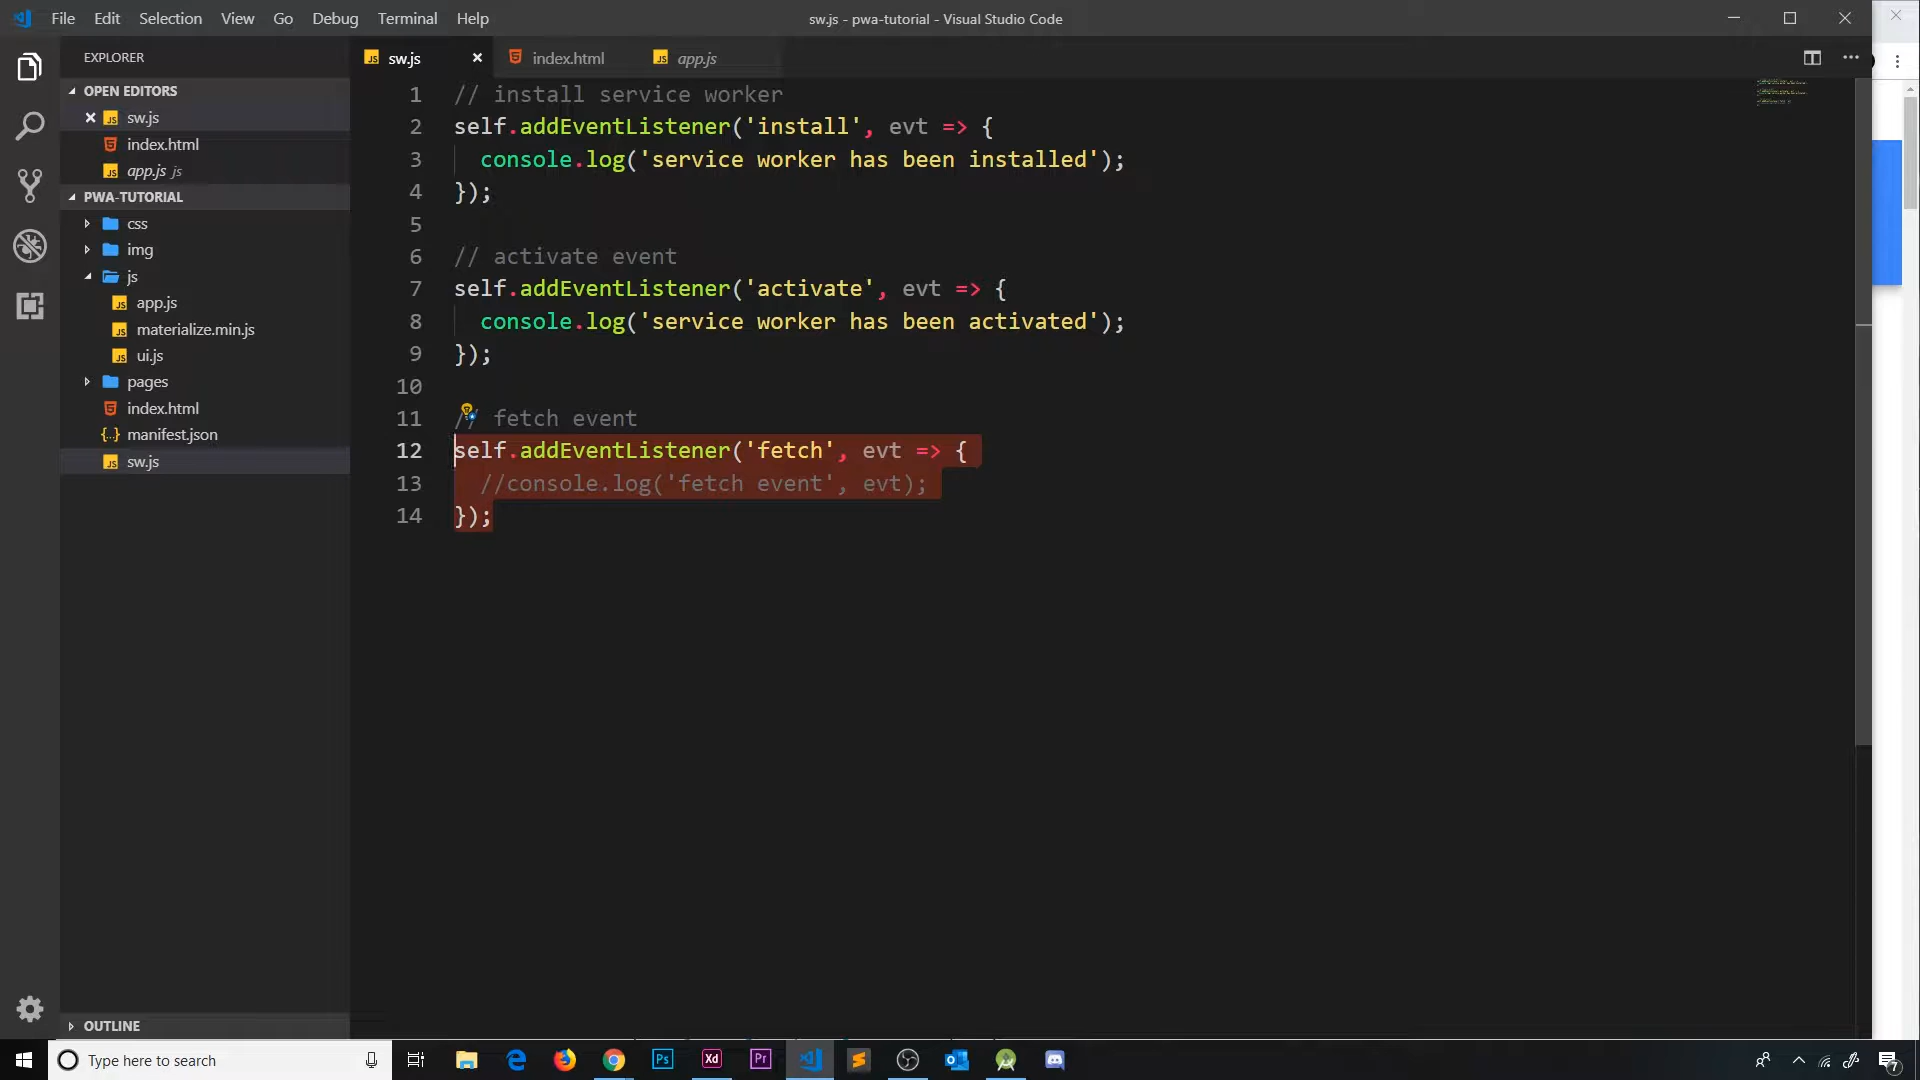 File Edit Selection View Go Debug Terminal Help
sw.js - pwa-tutorial - Visual Studio Code
EXPLORER
OPEN EDITORS
sw.js
index.html
app.js js
PWA-TUTORIAL
css
img
js
app.js
materialize.min.js
ui.js
pages
index.html
manifest.json
sw.js
OUTLINE
sw.js
index.html
app.js
1 // install service worker
2 self.addEventListener('install', evt => {
3 console.log('service worker has been installed');
4 });
5
6 // activate event
7 self.addEventListener('activate', evt => {
8 console.log('service worker has been activated');
9 });
10
11 // fetch event
12 self.addEventListener('fetch', evt => {
13 //console.log('fetch event', evt);
14 });
Type here to search
Ps
Xd
Pr
7